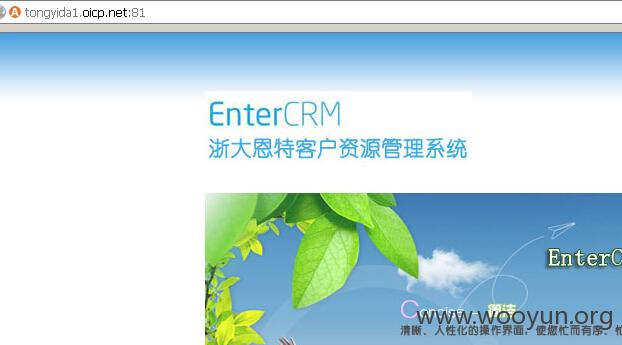 tongyida1.oicp.net:81
EnterCRM
浙大恩特客户资源管理系统
EnterC
Concise 简洁
www.wooyun.org
清晰、人性化的操作界面，使您忙而有序、忙